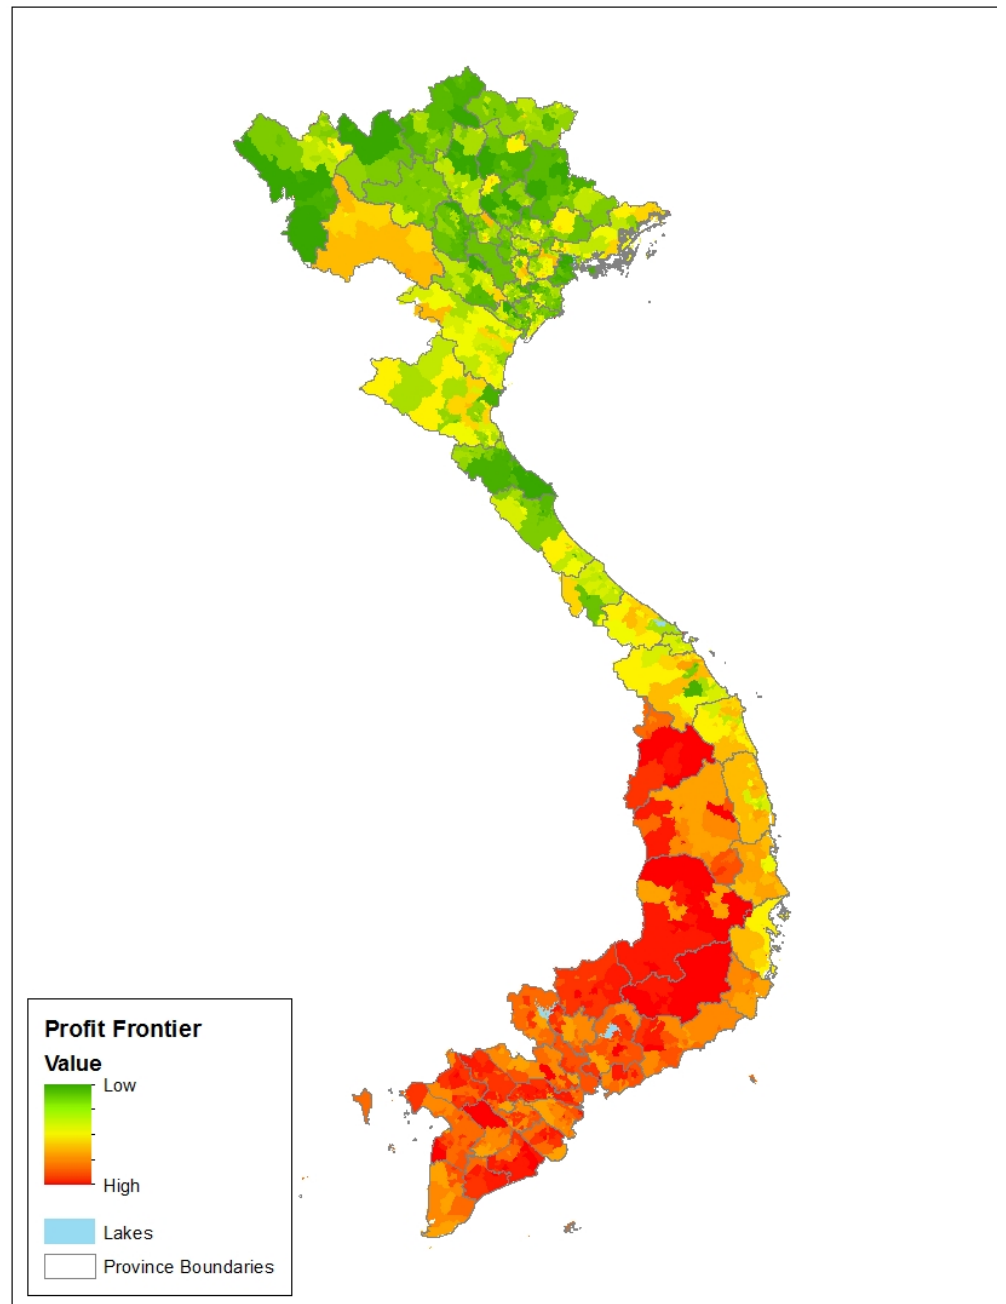 Profit Frontier
Value
Low
High
Lakes
Province Boundaries